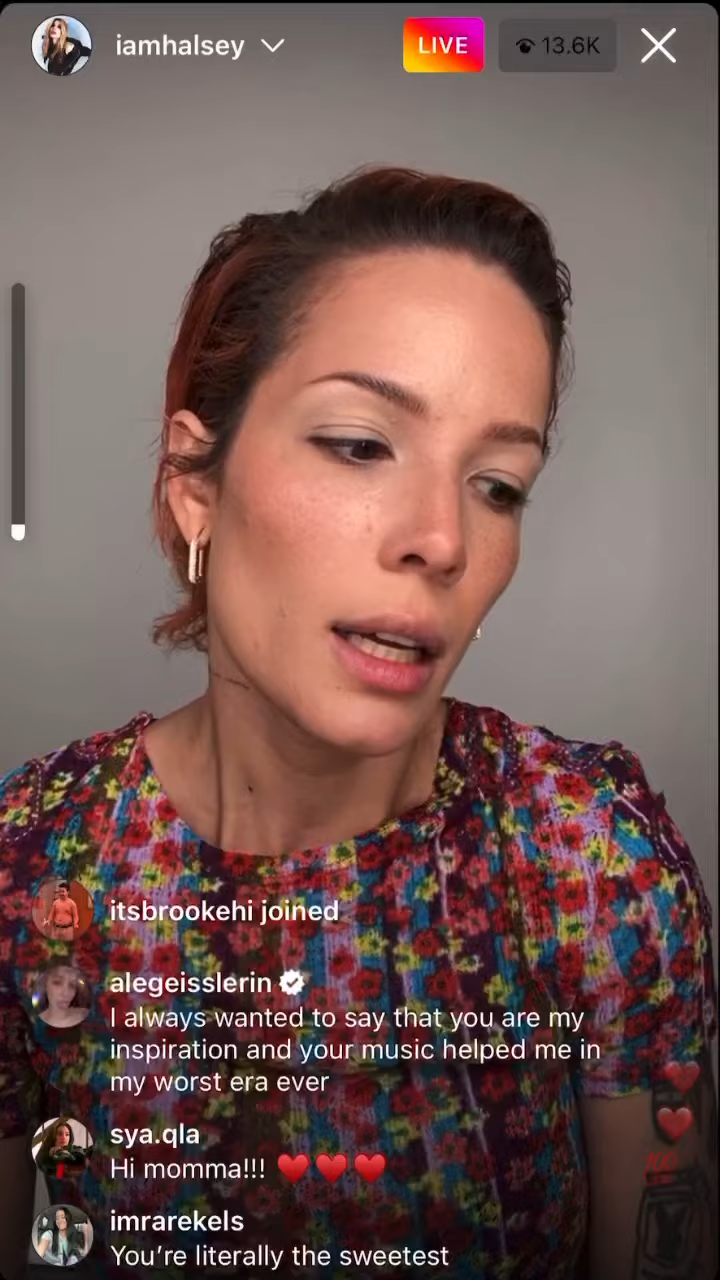 iamhalsey
LIVE
13.6K
itsbrookehi joined
alegeisslerin
I always wanted to say that you are my
inspiration and your music helped me in
my worst era ever
100
sya.qla
Hi momma!!! ❤️❤️❤️
imrarekels
You’re literally the sweetest